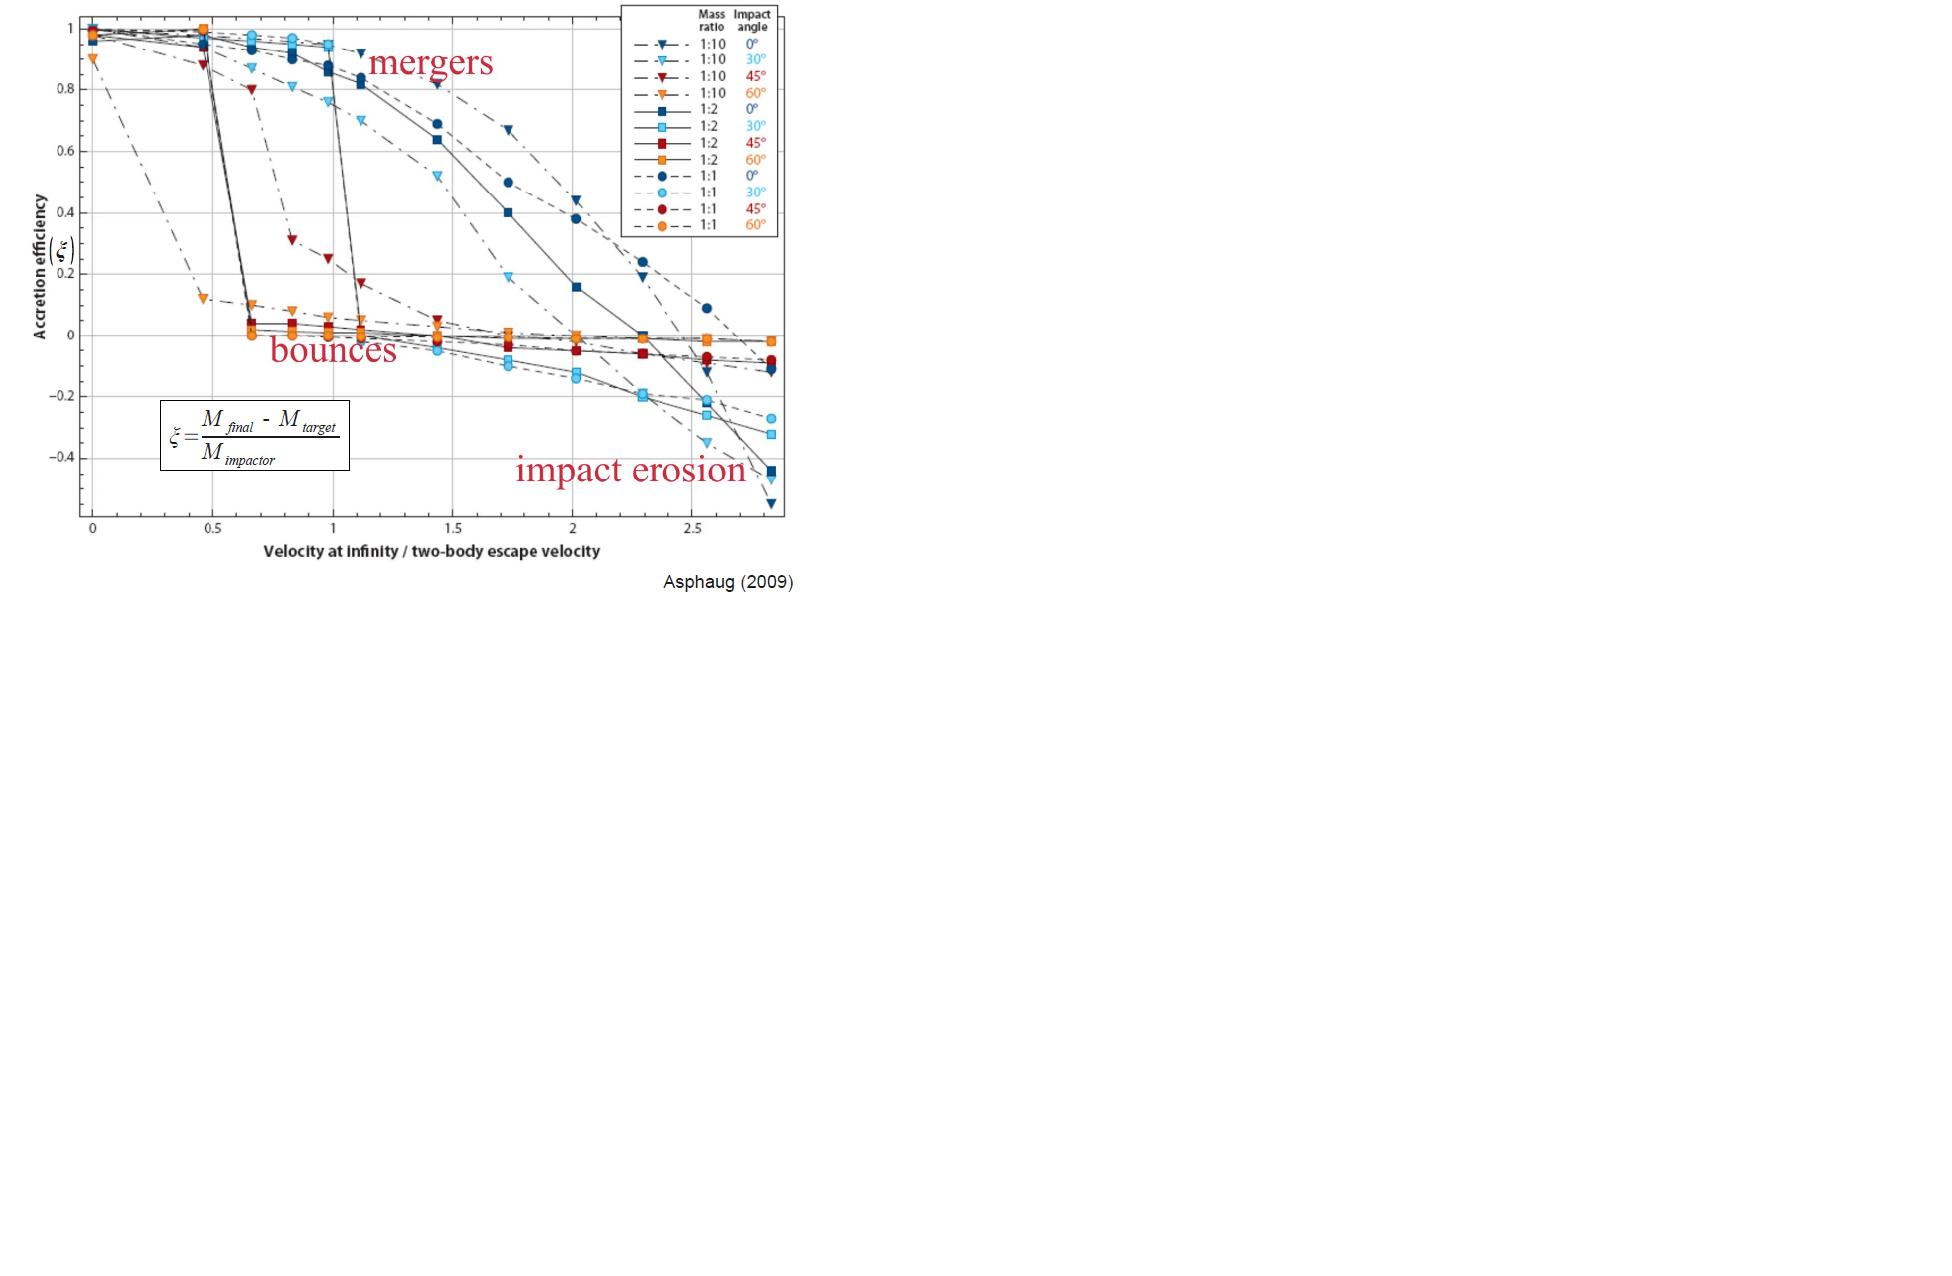 Mass ratio Impact angle
1:10 0°
1:10 30°
1:10 45°
1:10 60°
1:2 0°
1:2 30°
1:2 45°
1:2 60°
1:1 0°
1:1 30°
1:1 45°
1:1 60°
1
0.8
0.6
0.4
0.2
0
−0.2
−0.4
Accretion efficiency
(ξ)
mergers
bounces
impact erosion
ξ = M final - M target / M impactor
0 0.5 1 1.5 2 2.5
Velocity at infinity / two-body escape velocity
Asphaug (2009)